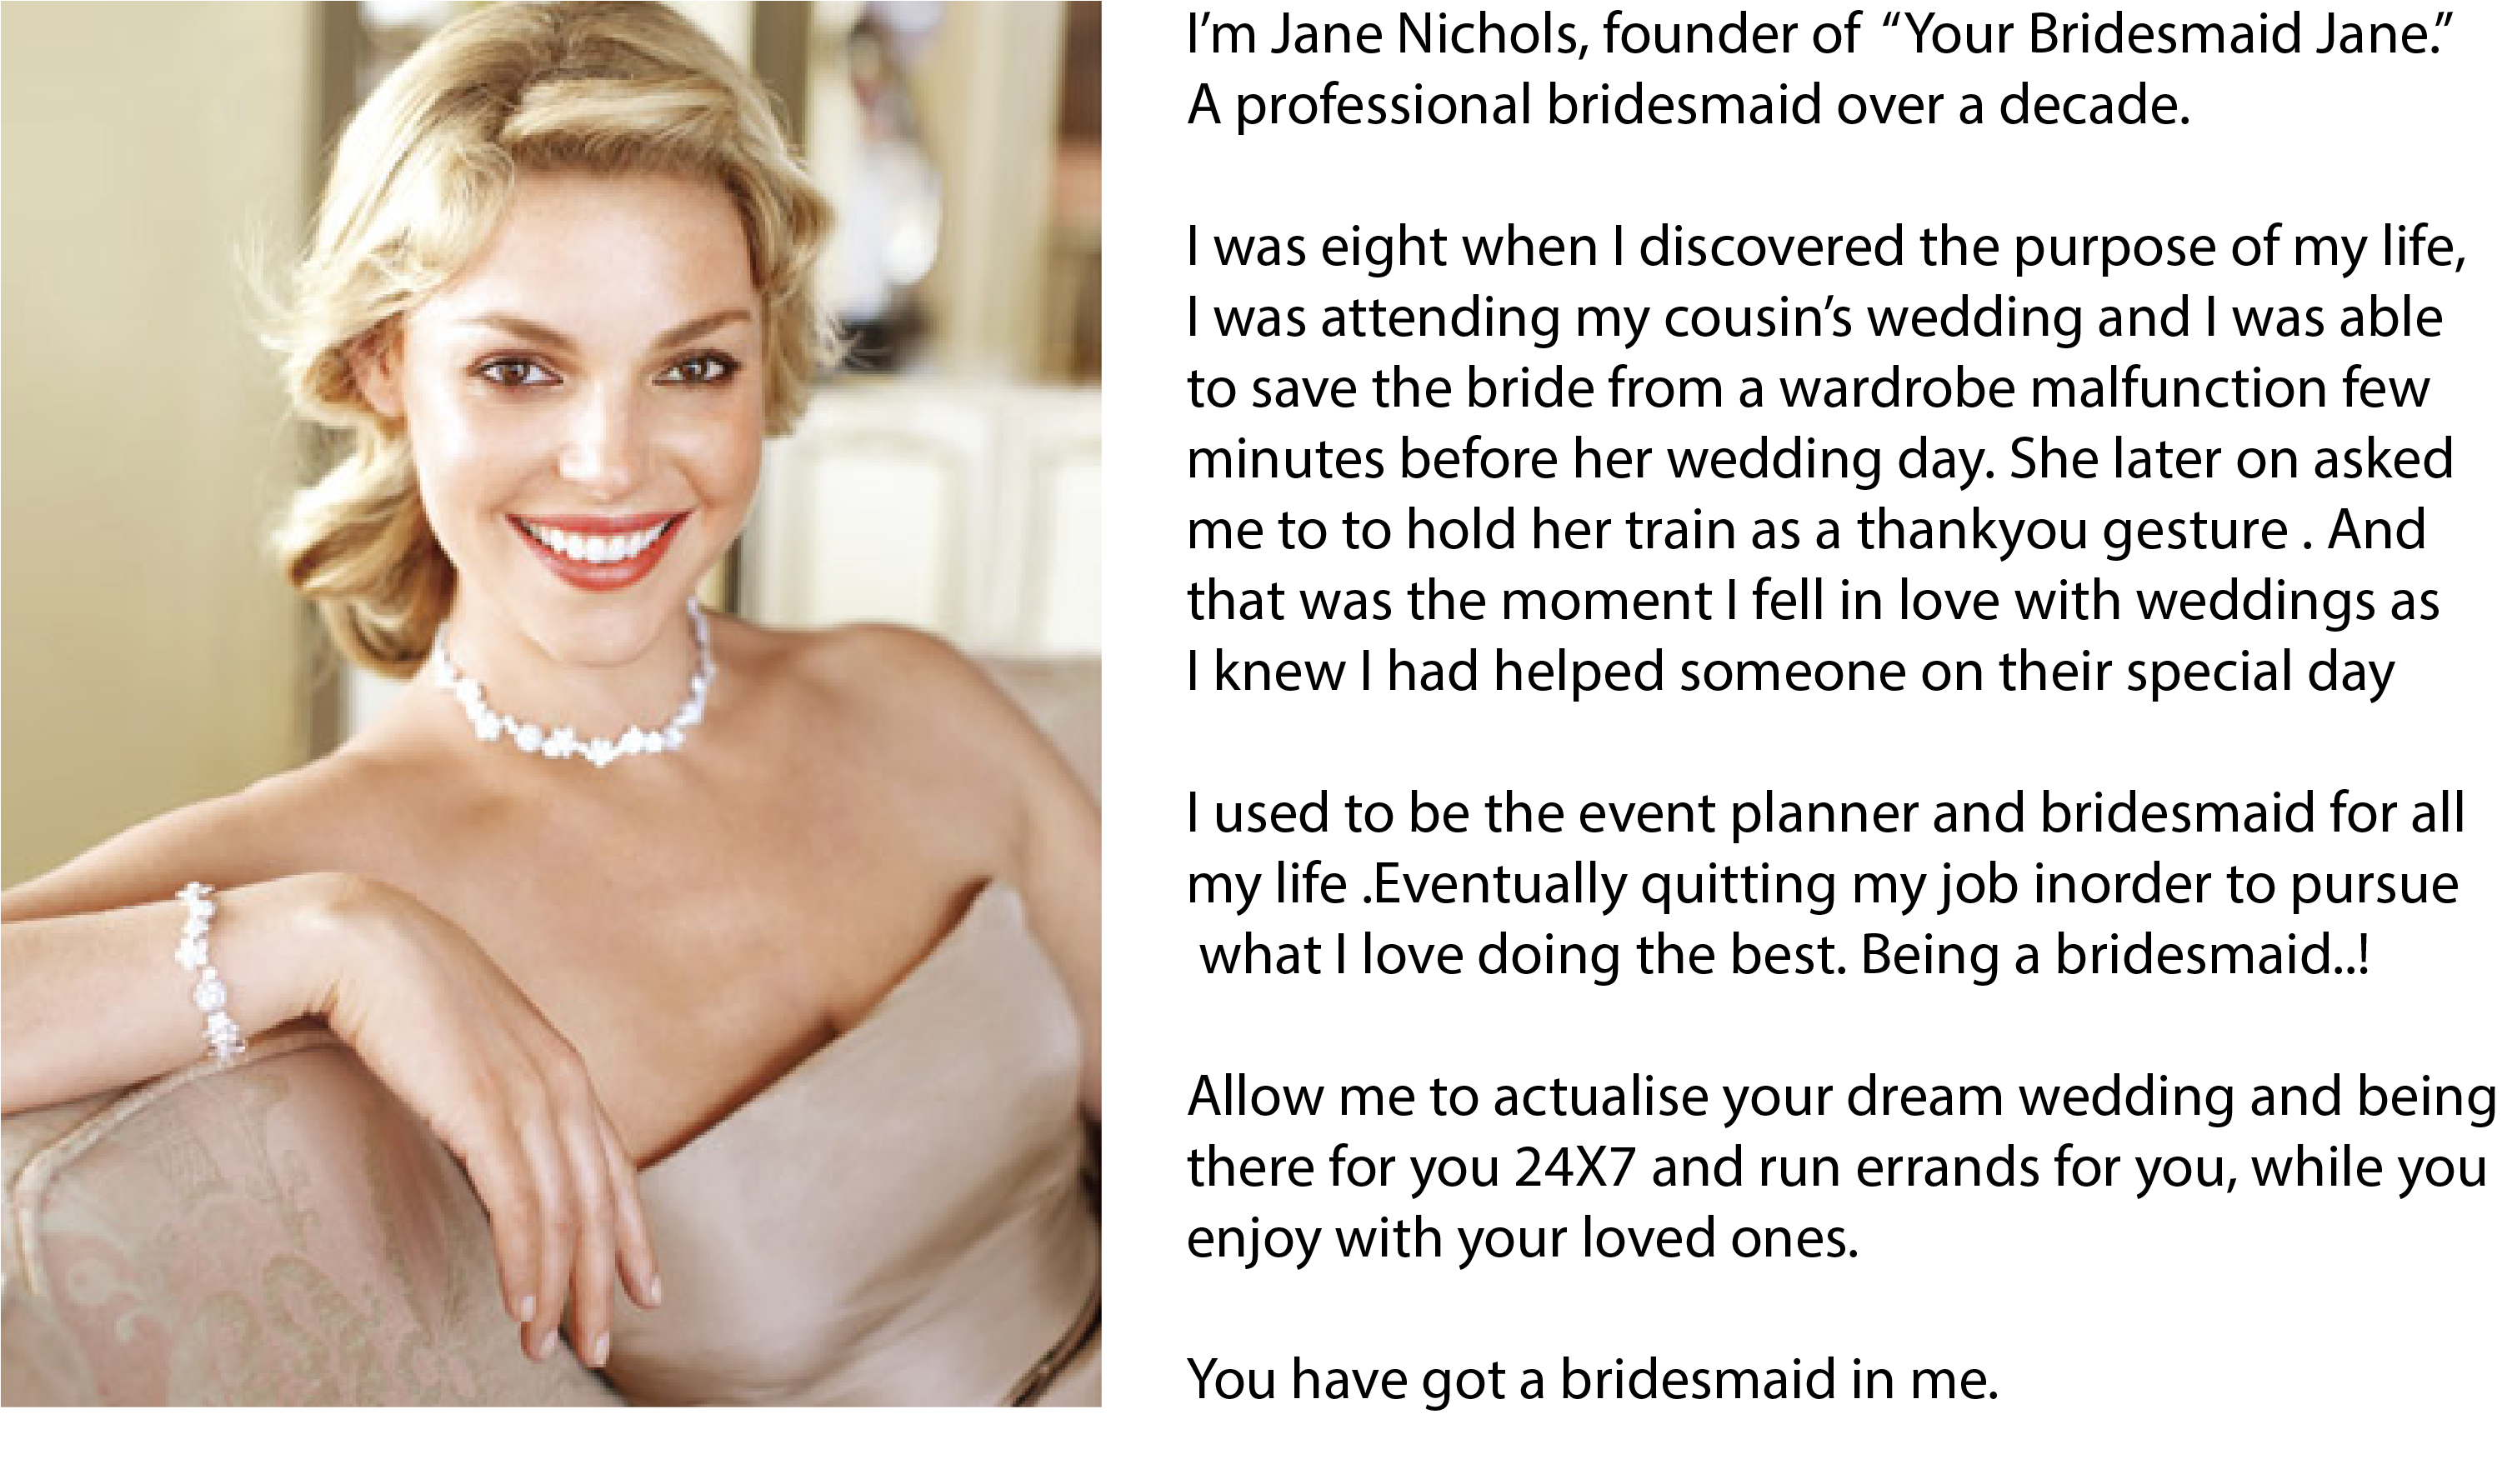 I’m Jane Nichols, founder of “Your Bridesmaid Jane.”
A professional bridesmaid over a decade.
I was eight when I discovered the purpose of my life,
I was attending my cousin’s wedding and I was able
to save the bride from a wardrobe malfunction few
minutes before her wedding day. She later on asked
me to to hold her train as a thankyou gesture . And
that was the moment I fell in love with weddings as
I knew I had helped someone on their special day
I used to be the event planner and bridesmaid for all
my life .Eventually quitting my job inorder to pursue
what I love doing the best. Being a bridesmaid..!
Allow me to actualise your dream wedding and being
there for you 24X7 and run errands for you, while you
enjoy with your loved ones.
You have got a bridesmaid in me.